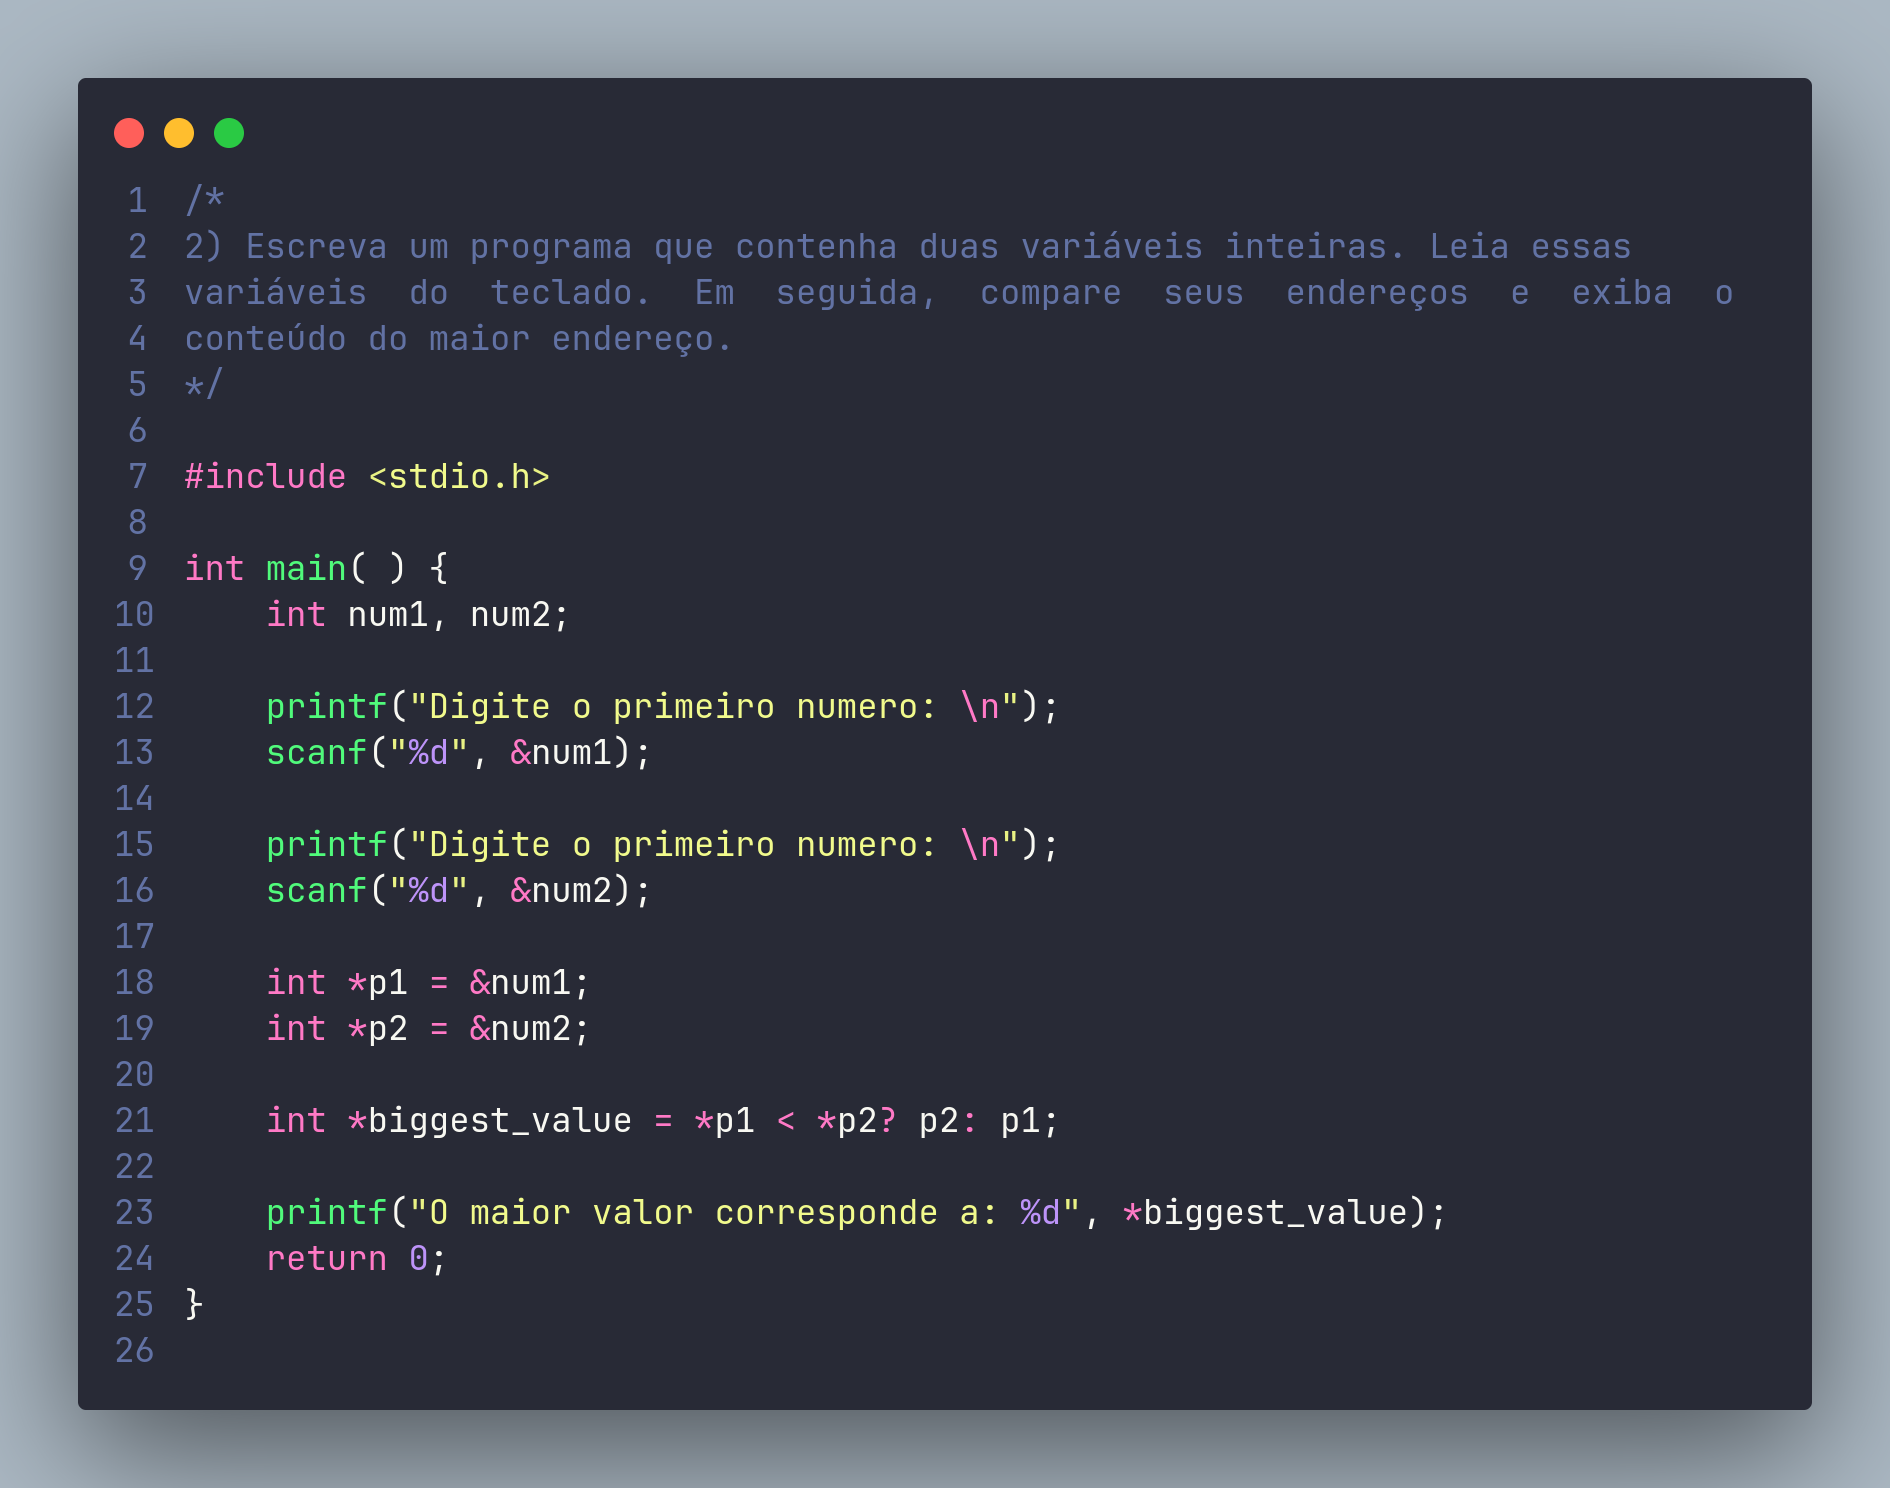 1 /*
2 2) Escreva um programa que contenha duas variáveis inteiras. Leia essas
3 variáveis  do  teclado.  Em  seguida,  compare  seus  endereços  e  exiba  o
4 conteúdo do maior endereço.
5 */
6
7 #include <stdio.h>
8
9 int main( ) {
10     int num1, num2;
11
12     printf("Digite o primeiro numero: \n");
13     scanf("%d", &num1);
14
15     printf("Digite o primeiro numero: \n");
16     scanf("%d", &num2);
17
18     int *p1 = &num1;
19     int *p2 = &num2;
20
21     int *biggest_value = *p1 < *p2? p2: p1;
22
23     printf("O maior valor corresponde a: %d", *biggest_value);
24     return 0;
25 }
26